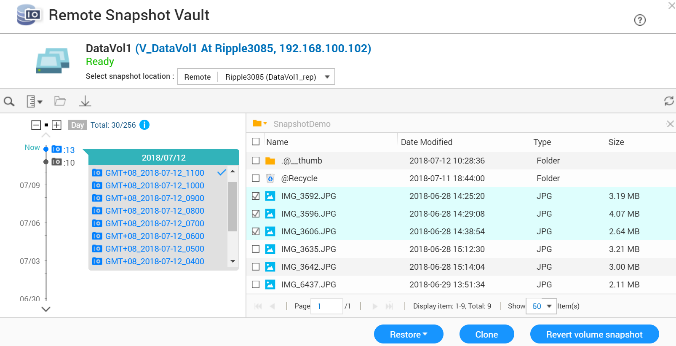 Remote Snapshot Vault
DataVol1 (V_DataVol1 At Ripple3085, 192.168.100.102)
Ready
Select snapshot location : Remote Ripple3085 (DataVol1_rep)
Day Total: 30/256
SnapshotDemo
Now :13
:10
07/09
07/06
07/03
06/30
2018/07/12
GMT+08_2018-07-12_1100
GMT+08_2018-07-12_1000
GMT+08_2018-07-12_0900
GMT+08_2018-07-12_0800
GMT+08_2018-07-12_0700
GMT+08_2018-07-12_0600
GMT+08_2018-07-12_0500
GMT+08_2018-07-12_0400
Name Date Modified Type Size
.@__thumb 2018-07-12 10:28:36 Folder
@Recycle 2018-07-11 18:44:00 Folder
IMG_3592.JPG 2018-06-28 14:25:20 JPG 3.19 MB
IMG_3596.JPG 2018-06-28 14:29:08 JPG 4.07 MB
IMG_3606.JPG 2018-06-28 14:38:54 JPG 2.64 MB
IMG_3635.JPG 2018-06-28 15:12:30 JPG 3.21 MB
IMG_3642.JPG 2018-06-28 15:14:04 JPG 3.00 MB
IMG_6437.JPG 2018-06-29 13:51:34 JPG 2.11 MB
Page 1 /1 Display item: 1-9, Total: 9 Show 60 Item(s)
Restore Clone Revert volume snapshot